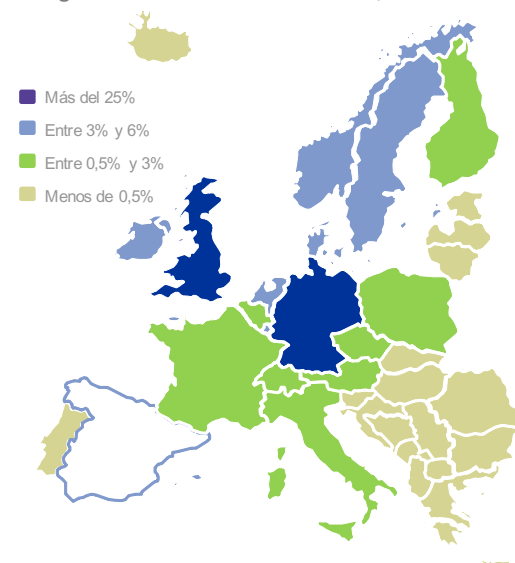 Más del 25%
Entre 3% y 6%
Entre 0,5% y 3%
Menos de 0,5%